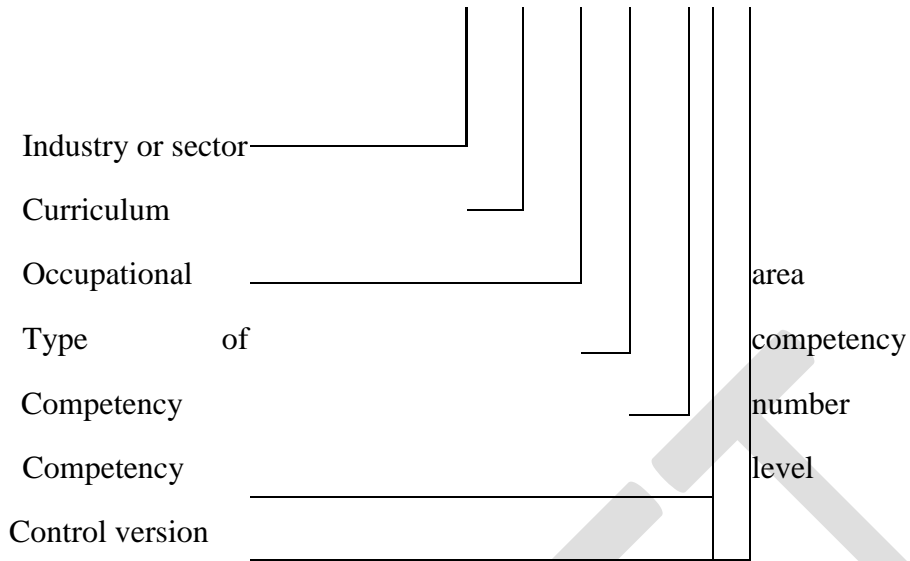 Industry or sector
Curriculum
Occupational area
Type of competency
Competency number
Competency level
Control version